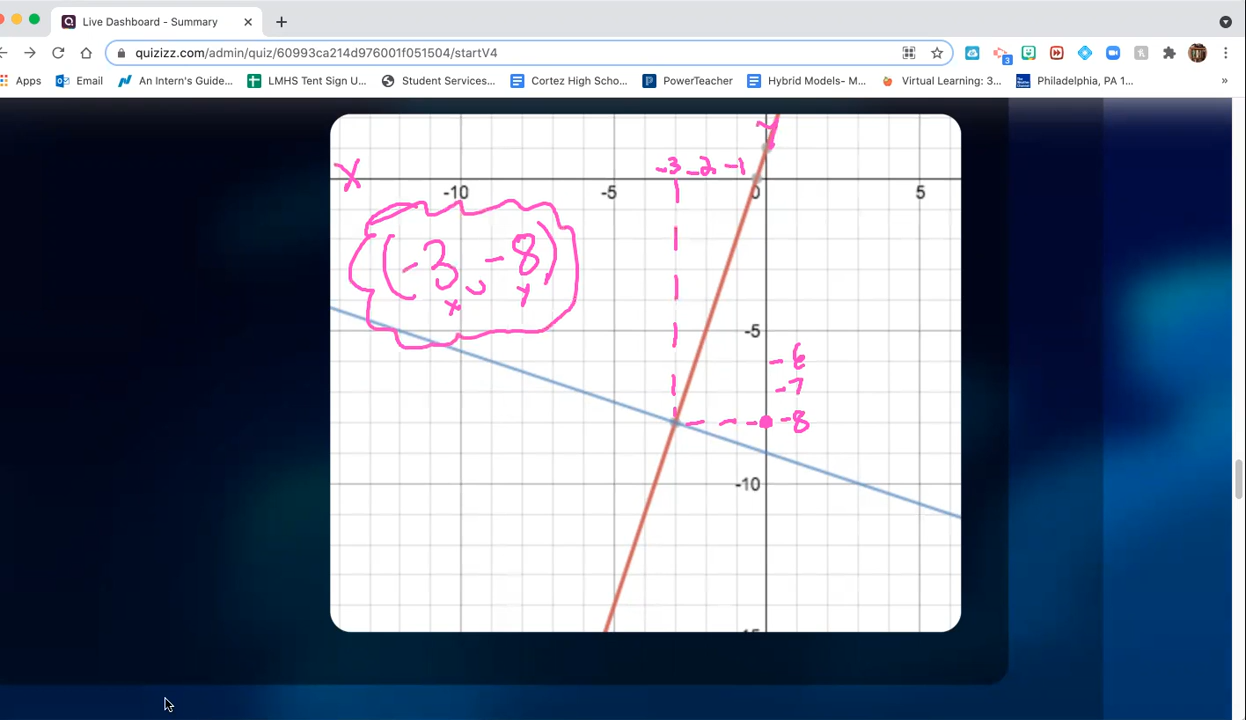 Live Dashboard - Summary
quizizz.com/admin/quiz/60993ca214d976001f051504/startV4
3
Apps Email An Intern's Guide... LMHS Tent Sign U... Student Services... Cortez High Scho... PowerTeacher Hybrid Models- M... Virtual Learning: 3... Philadelphia, PA 1... »
y
X -3 -2 -1
-10 -5 0 5
(-3, -8)
x y
-5
-6
-7
-8
-10